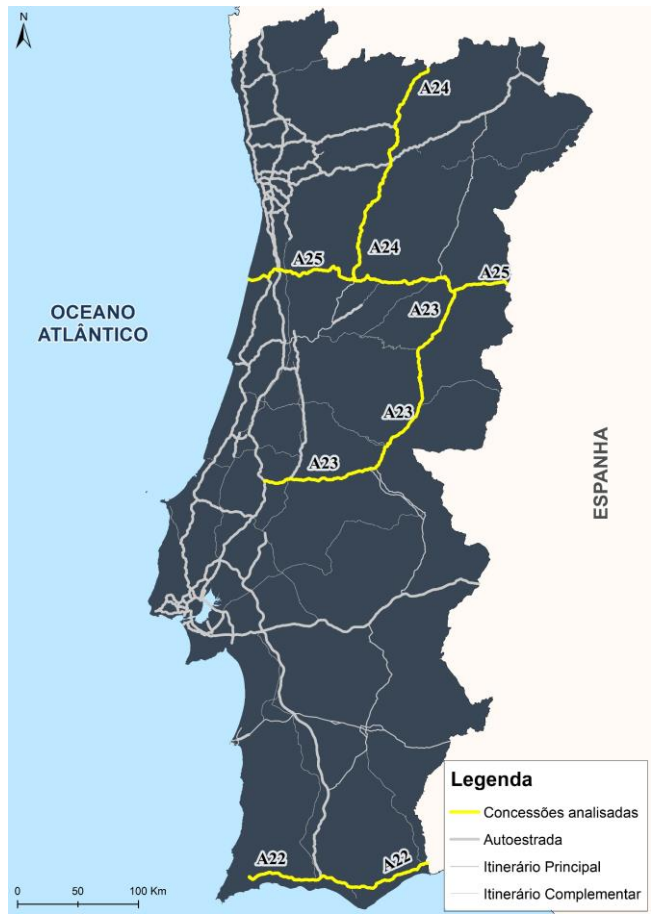 N
A24
A25
A24
A25
OCEANO
ATLÂNTICO
A23
A23
A23
ESPANHA
A22
A22
0 50 100 Km
Legenda
Concessões analisadas
Autoestrada
Itinerário Principal
Itinerário Complementar